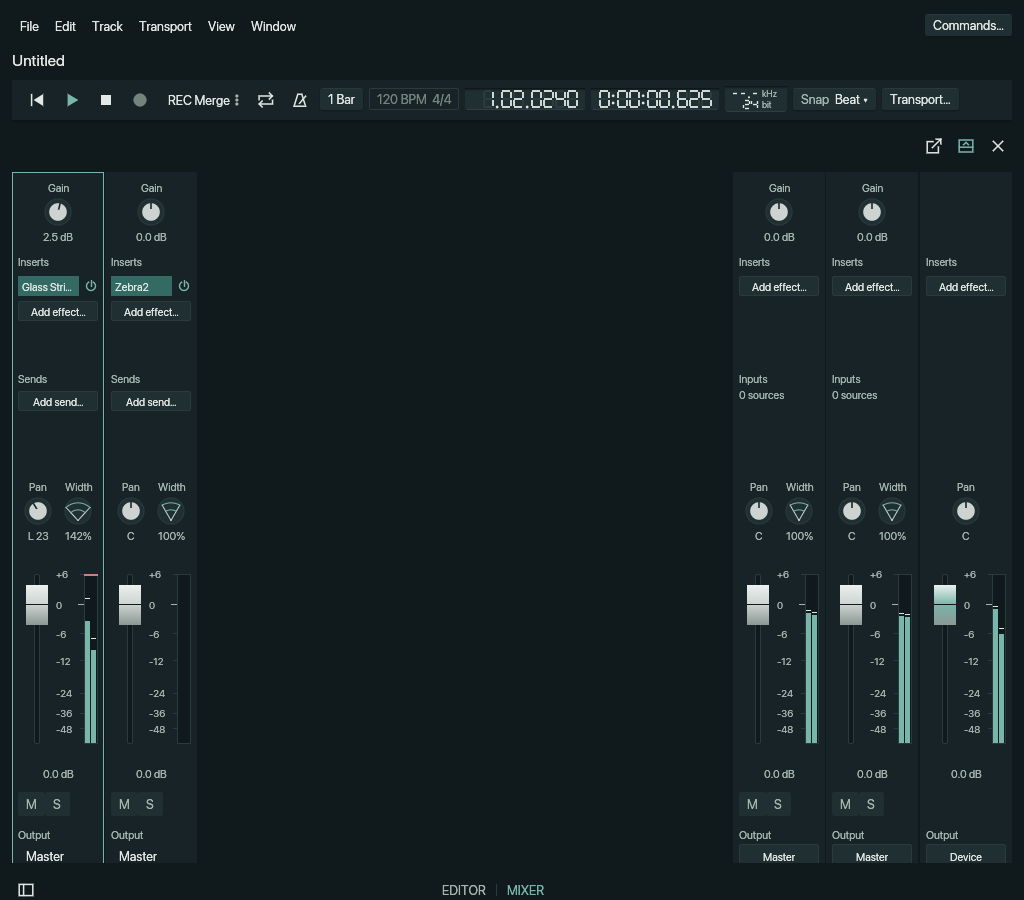 File Edit Track Transport View Window Commands...
Untitled
REC Merge 1 Bar 120 BPM 4/4 1.02.0240 0:00:00.625 kHz bit Snap Beat Transport...
Gain Gain Gain Gain
2.5 dB 0.0 dB 0.0 dB 0.0 dB
Inserts Inserts Inserts Inserts Inserts
Glass Stri... Zebra2 Add effect... Add effect... Add effect...
Add effect... Add effect...
Sends Sends Inputs Inputs
Add send... Add send... 0 sources 0 sources
Pan Width Pan Width Pan Width Pan Width Pan
L 23 142% C 100% C 100% C 100% C
+6 +6 +6 +6 +6
0 0 0 0 0
-6 -6 -6 -6 -6
-12 -12 -12 -12 -12
-24 -24 -24 -24 -24
-36 -36 -36 -36 -36
-48 -48 -48 -48 -48
0.0 dB 0.0 dB 0.0 dB 0.0 dB 0.0 dB
M S M S M S M S
Output Output Output Output Output
Master Master Master Master Device
EDITOR MIXER